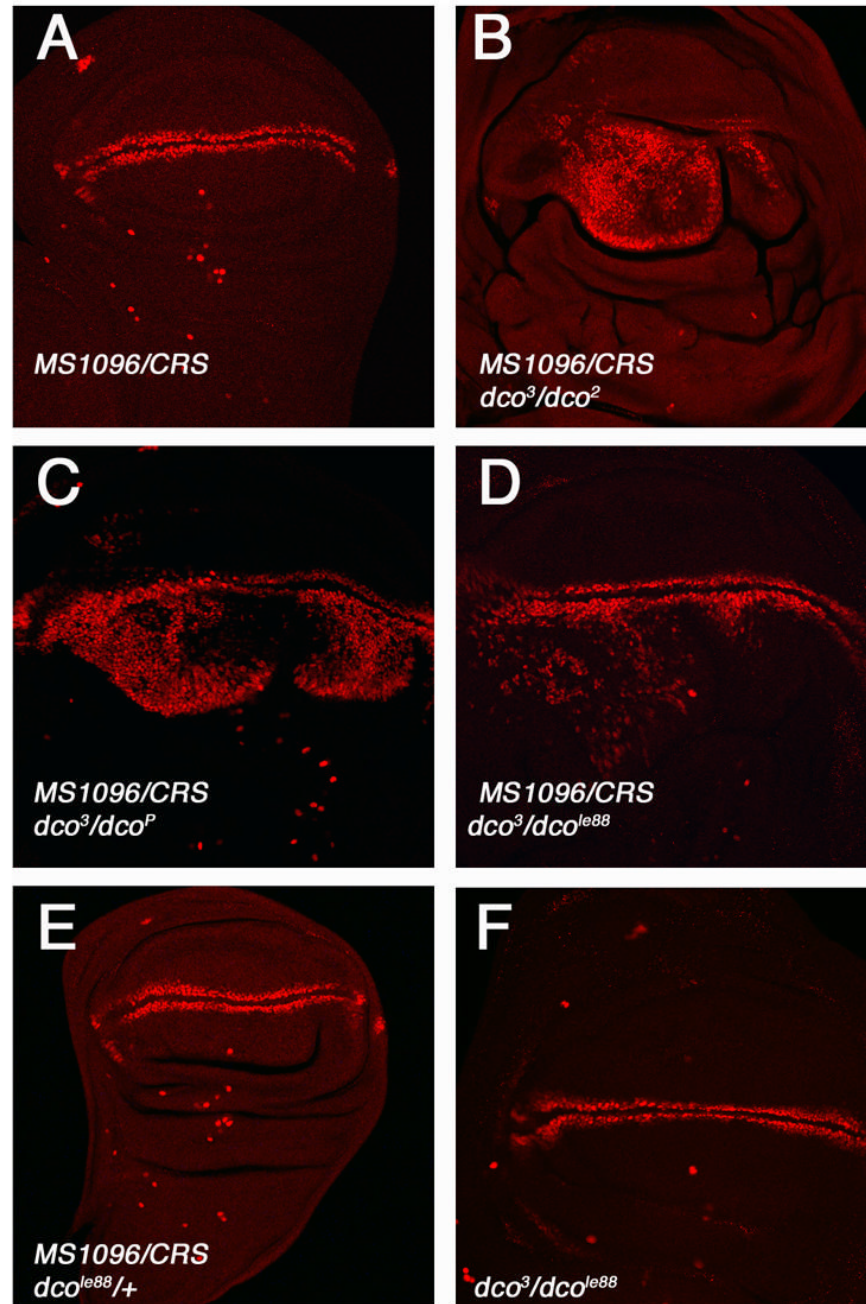 A
MS1096/CRS
B
MS1096/CRS
dco³/dco²
C
MS1096/CRS
dco³/dcoᴾ
D
MS1096/CRS
dco³/dcoˡᵉ⁸⁸
E
MS1096/CRS
dcoˡᵉ⁸⁸/+
F
dco³/dcoˡᵉ⁸⁸